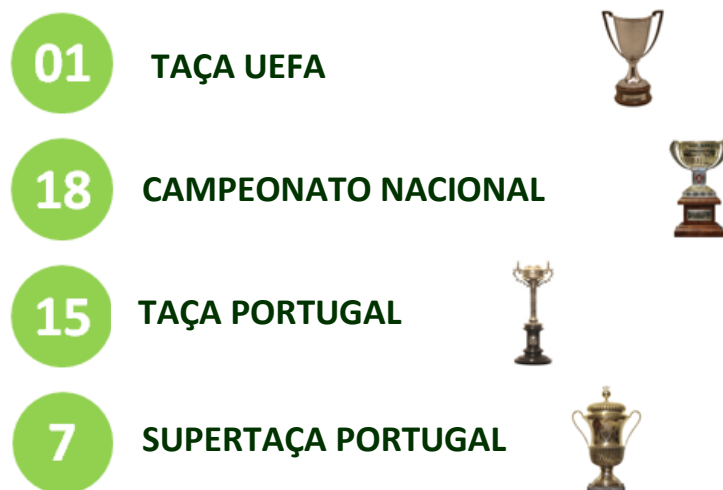 01 TAÇA UEFA
18 CAMPEONATO NACIONAL
15 TAÇA PORTUGAL
7 SUPERTAÇA PORTUGAL